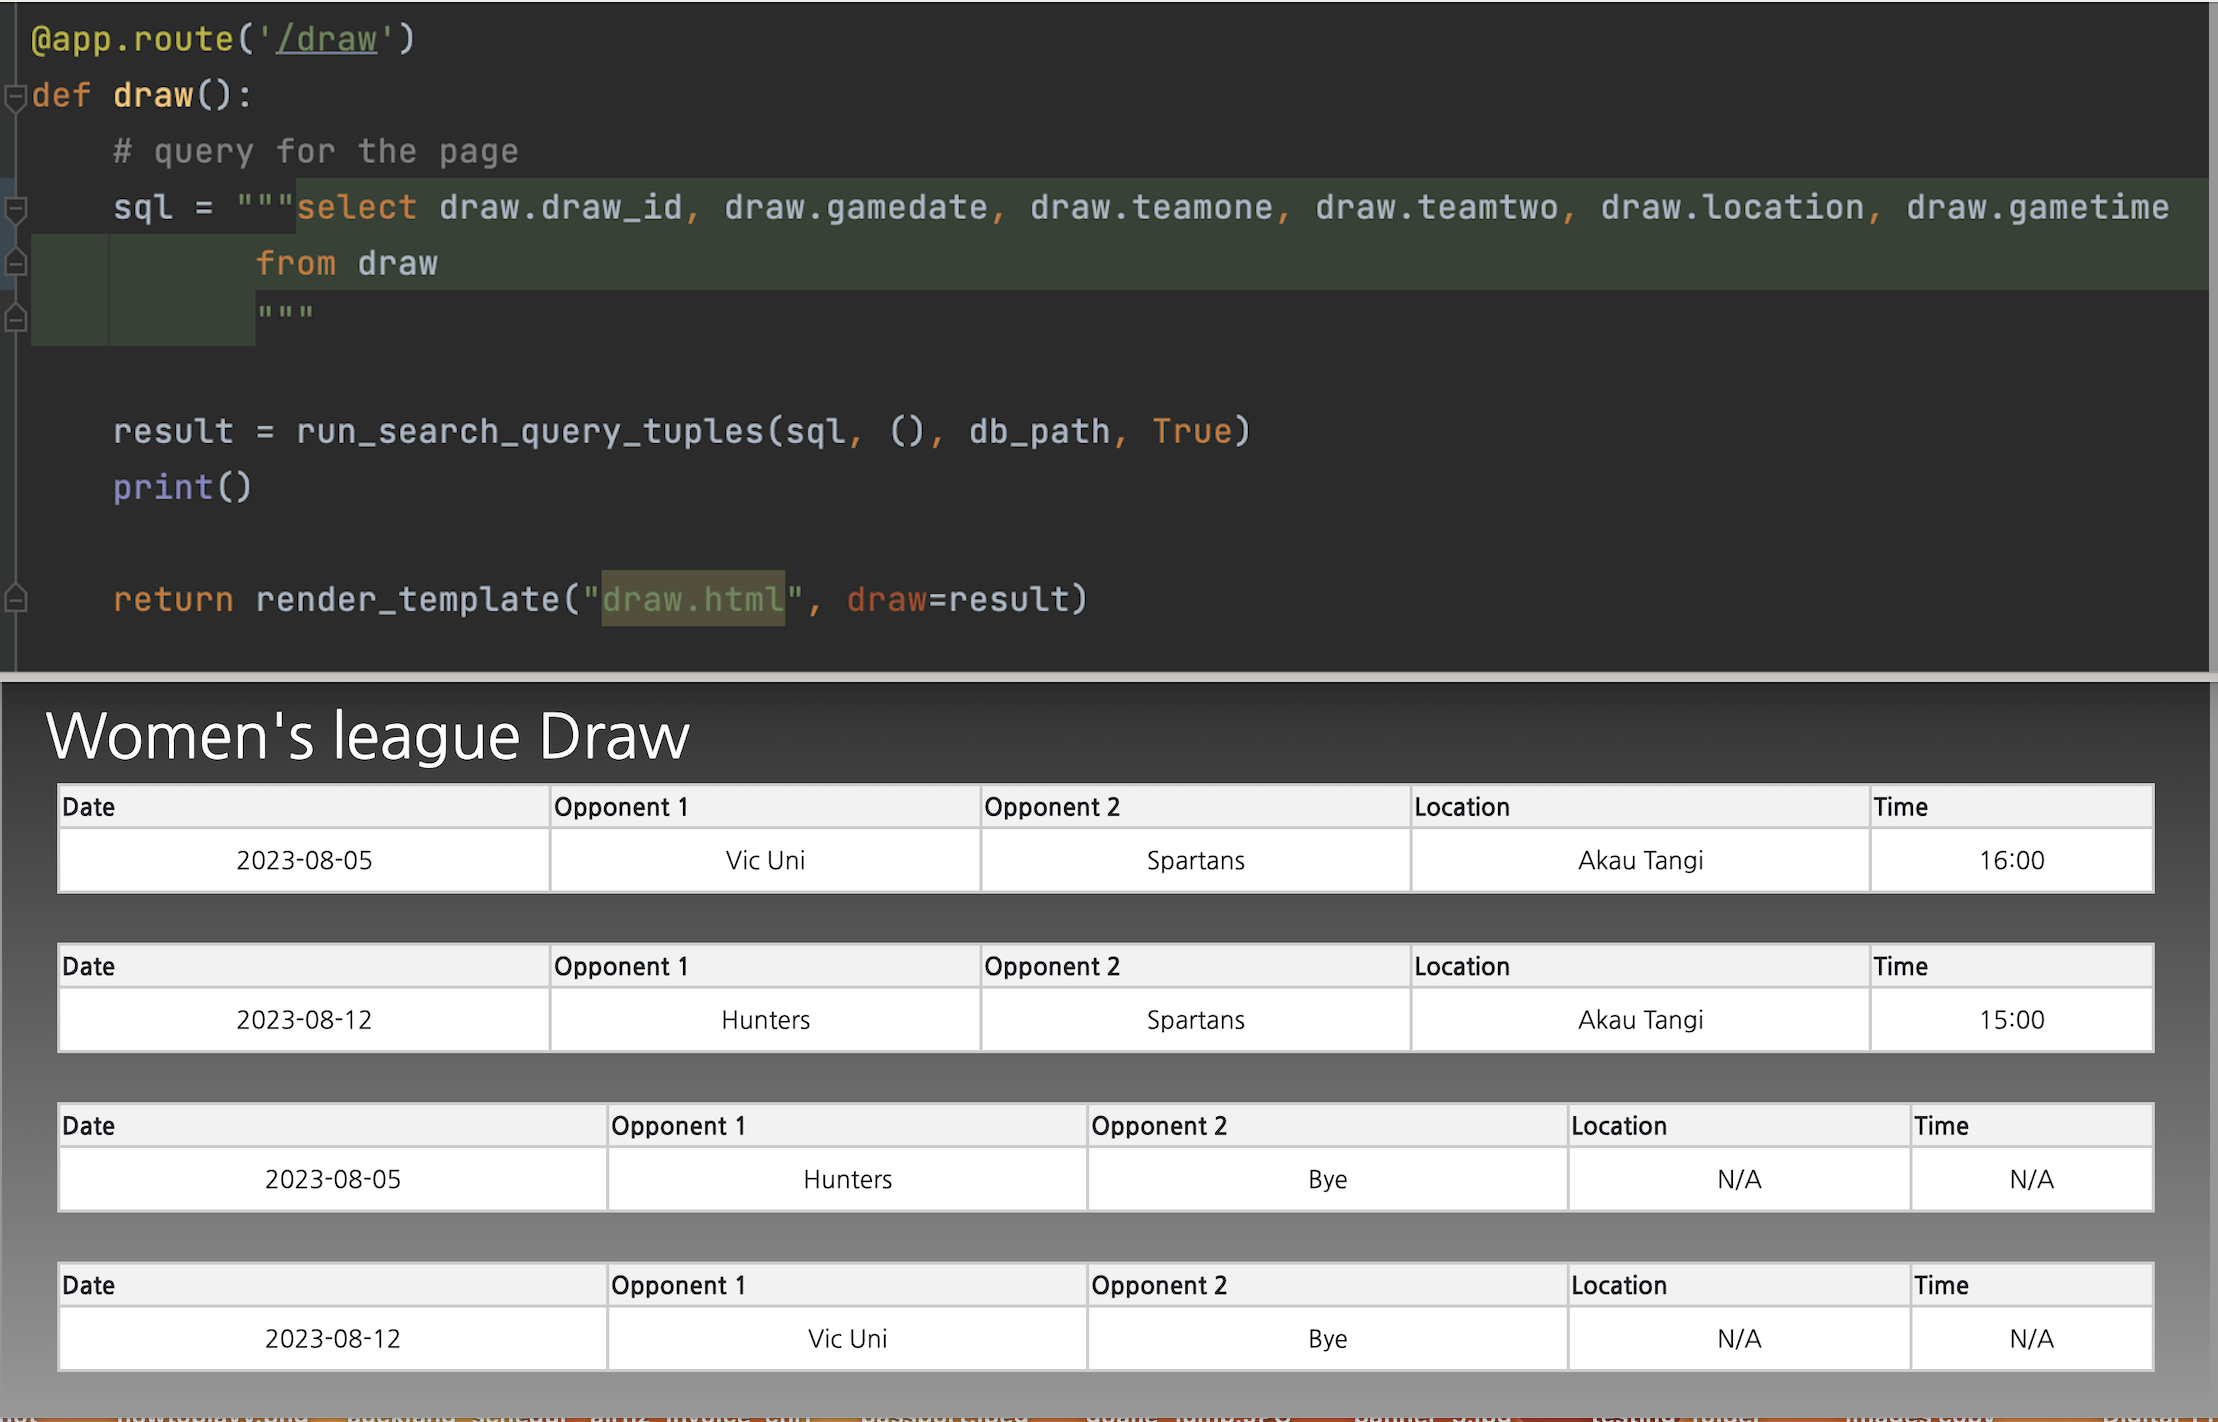 @app.route('/draw')
def draw():
# query for the page
sql = """select draw.draw_id, draw.gamedate, draw.teamone, draw.teamtwo, draw.location, draw.gametime
from draw
"""
result = run_search_query_tuples(sql, (), db_path, True)
print()
return render_template("draw.html", draw=result)
Women's league Draw
Date Opponent 1 Opponent 2 Location Time
2023-08-05 Vic Uni Spartans Akau Tangi 16:00
Date Opponent 1 Opponent 2 Location Time
2023-08-12 Hunters Spartans Akau Tangi 15:00
Date Opponent 1 Opponent 2 Location Time
2023-08-05 Hunters Bye N/A N/A
Date Opponent 1 Opponent 2 Location Time
2023-08-12 Vic Uni Bye N/A N/A